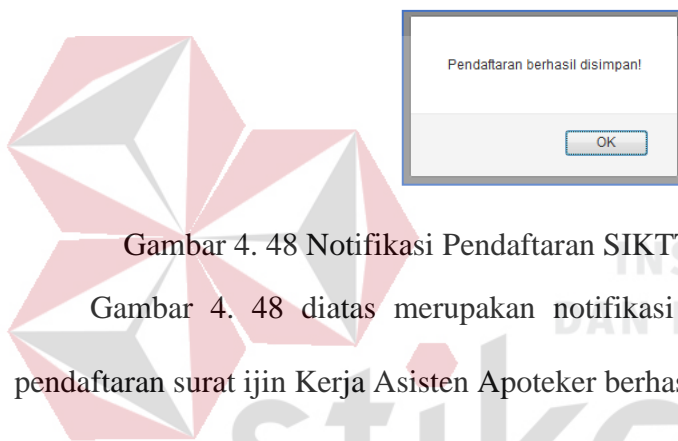 Pendaftaran berhasil disimpan!
OK
Gambar 4. 48 Notifikasi Pendaftaran
Gambar 4. 48 diatas merupakan notifikasi
pendaftaran surat ijin Kerja Asisten Apoteker